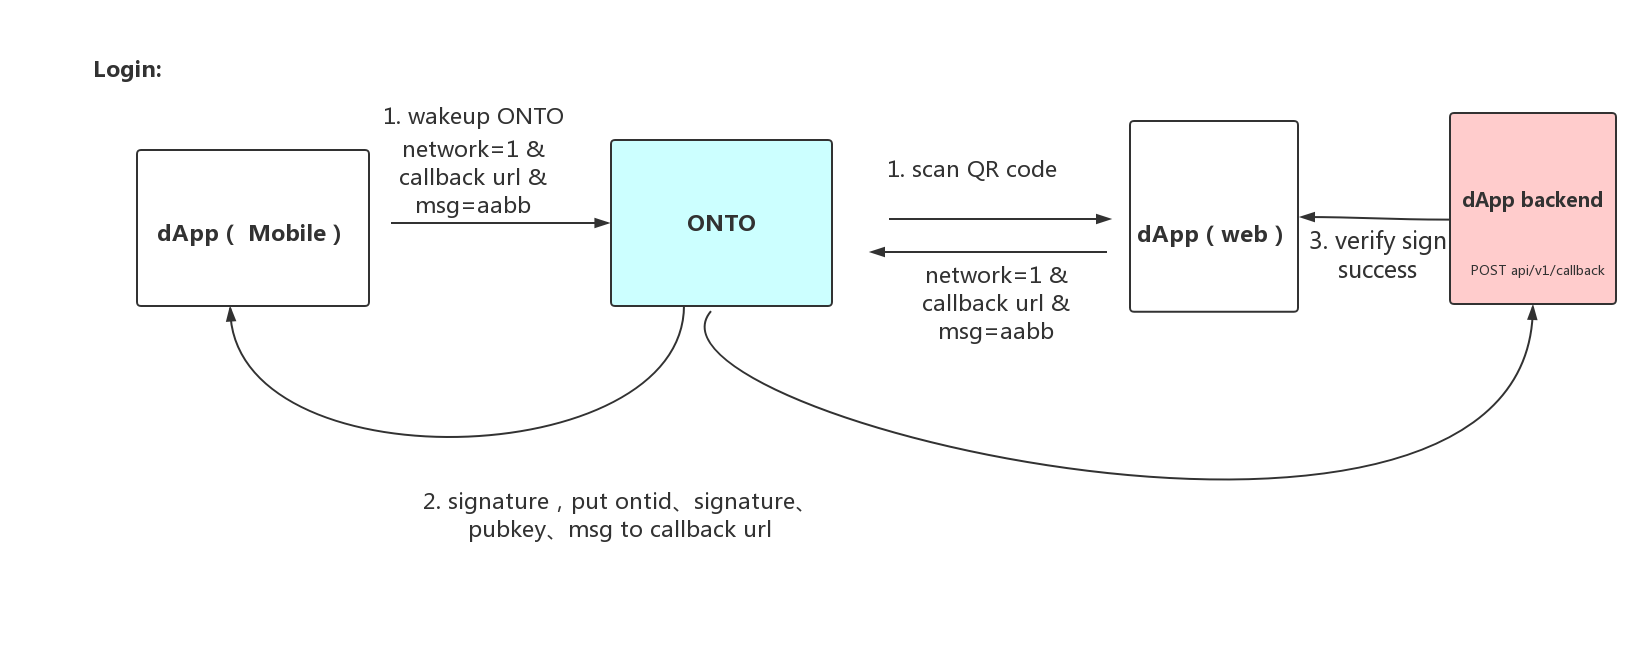 Login:
1. wakeup ONTO
network=1 &
callback url &
msg=aabb
dApp（ Mobile）
ONTO
1. scan QR code
network=1 &
callback url &
msg=aabb
dApp（web）
3. verify sign
success
dApp backend
POST api/v1/callback
2. signature，put ontid、signature、
pubkey、msg to callback url